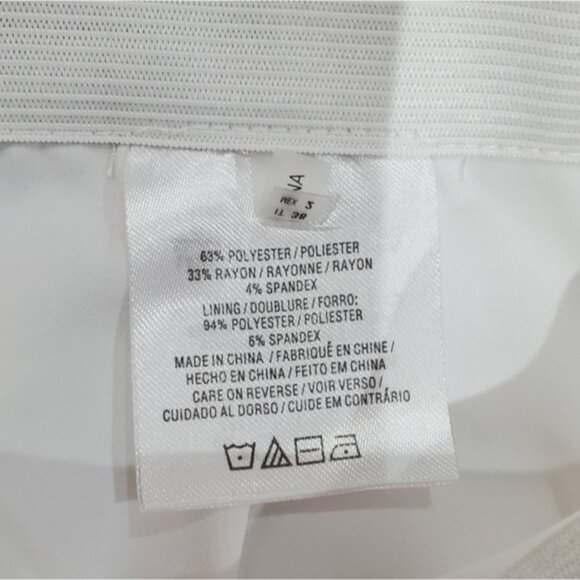 VA
MEX S
IT 38
63% POLYESTER / POLIESTER
33% RAYON / RAYONNE / RAYON
4% SPANDEX
LINING / DOUBLURE / FORRO:
94% POLYESTER / POLIESTER
6% SPANDEX
MADE IN CHINA / FABRIQUÉ EN CHINE /
HECHO EN CHINA / FEITO EM CHINA
CARE ON REVERSE / VOIR VERSO /
CUIDADO AL DORSO / CUIDE EM CONTRÁRIO